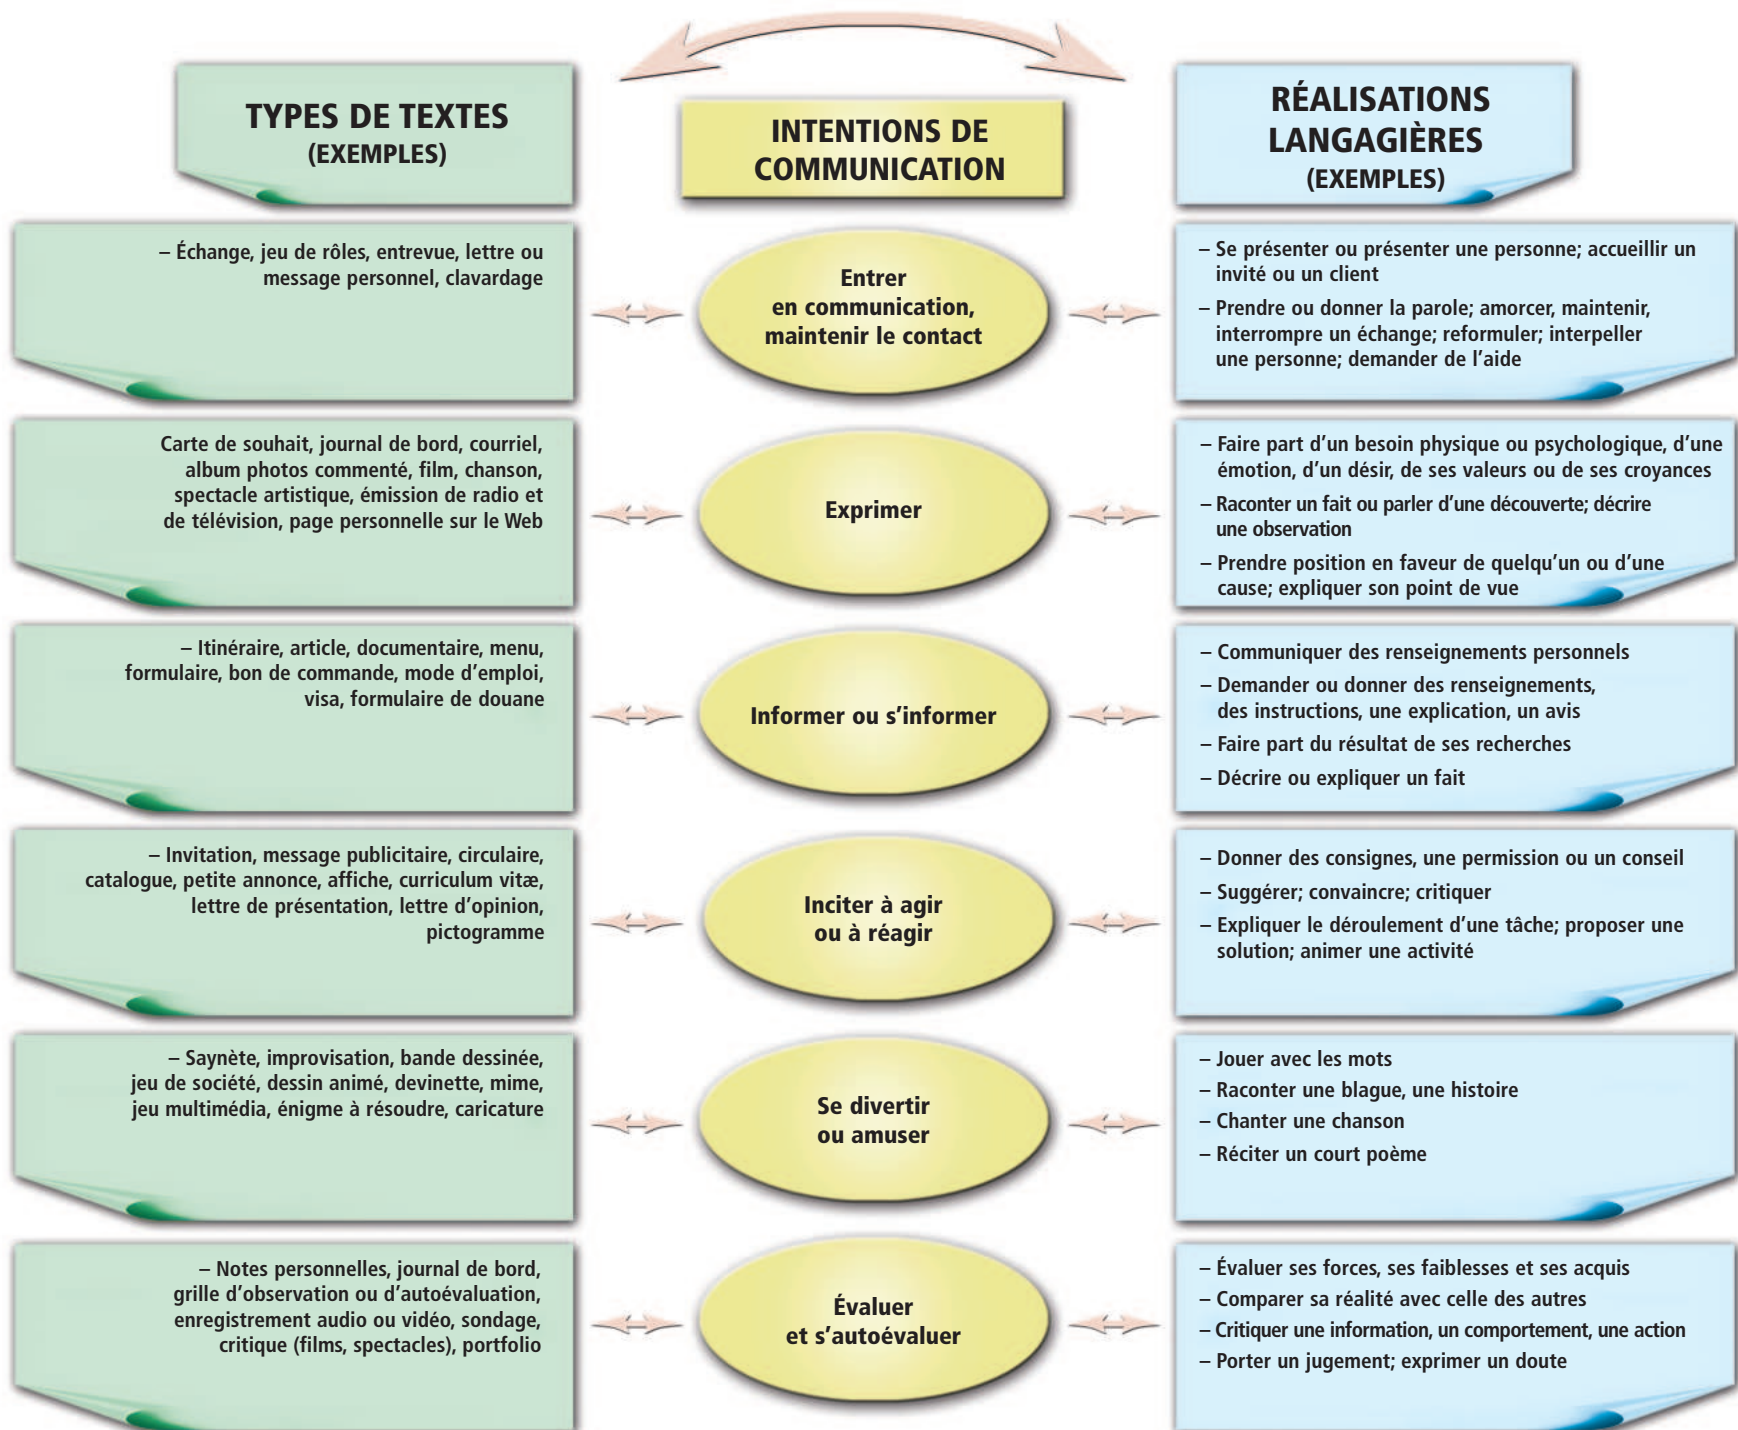 TYPES DE TEXTES
(EXEMPLES)
INTENTIONS DE
COMMUNICATION
RÉALISATIONS
LANGAGIÈRES
(EXEMPLES)
– Échange, jeu de rôles, entrevue, lettre ou
message personnel, clavardage
Entrer
en communication,
maintenir le contact
– Se présenter ou présenter une personne; accueillir un
invité ou un client
– Prendre ou donner la parole; amorcer, maintenir,
interrompre un échange; reformuler; interpeller
une personne; demander de l’aide
Carte de souhait, journal de bord, courriel,
album photos commenté, film, chanson,
spectacle artistique, émission de radio et
de télévision, page personnelle sur le Web
Exprimer
– Faire part d’un besoin physique ou psychologique, d’une
émotion, d’un désir, de ses valeurs ou de ses croyances
– Raconter un fait ou parler d’une découverte; décrire
une observation
– Prendre position en faveur de quelqu’un ou d’une
cause; expliquer son point de vue
– Itinéraire, article, documentaire, menu,
formulaire, bon de commande, mode d’emploi,
visa, formulaire de douane
Informer ou s’informer
– Communiquer des renseignements personnels
– Demander ou donner des renseignements,
des instructions, une explication, un avis
– Faire part du résultat de ses recherches
– Décrire ou expliquer un fait
– Invitation, message publicitaire, circulaire,
catalogue, petite annonce, affiche, curriculum vitæ,
lettre de présentation, lettre d’opinion,
pictogramme
Inciter à agir
ou à réagir
– Donner des consignes, une permission ou un conseil
– Suggérer; convaincre; critiquer
– Expliquer le déroulement d’une tâche; proposer une
solution; animer une activité
– Saynète, improvisation, bande dessinée,
jeu de société, dessin animé, devinette, mime,
jeu multimédia, énigme à résoudre, caricature
Se divertir
ou amuser
– Jouer avec les mots
– Raconter une blague, une histoire
– Chanter une chanson
– Réciter un court poème
– Notes personnelles, journal de bord,
grille d’observation ou d’autoévaluation,
enregistrement audio ou vidéo, sondage,
critique (films, spectacles), portfolio
Évaluer
et s’autoévaluer
– Évaluer ses forces, ses faiblesses et ses acquis
– Comparer sa réalité avec celle des autres
– Critiquer une information, un comportement, une action
– Porter un jugement; exprimer un doute